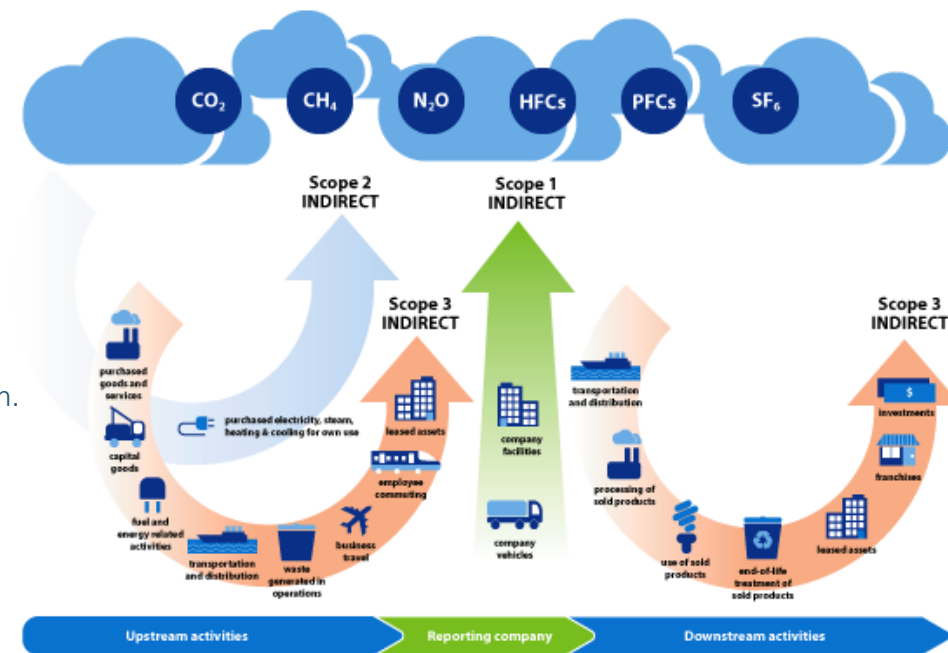 CO₂
CH₄
N₂O
HFCs
PFCs
SF₆
Scope 2
INDIRECT
Scope 1
INDIRECT
Scope 3
INDIRECT
Scope 3
INDIRECT
purchased
goods and
services
capital
goods
fuel and
energy related
activities
transportation
and distribution
waste
generated in
operations
business
travel
employee
commuting
leased assets
purchased electricity, steam,
heating & cooling for own use
company
facilities
company
vehicles
transportation
and distribution
processing of
sold products
use of sold
products
end-of-life
treatment of
sold products
leased assets
franchises
$
investments
Upstream activities
Reporting company
Downstream activities